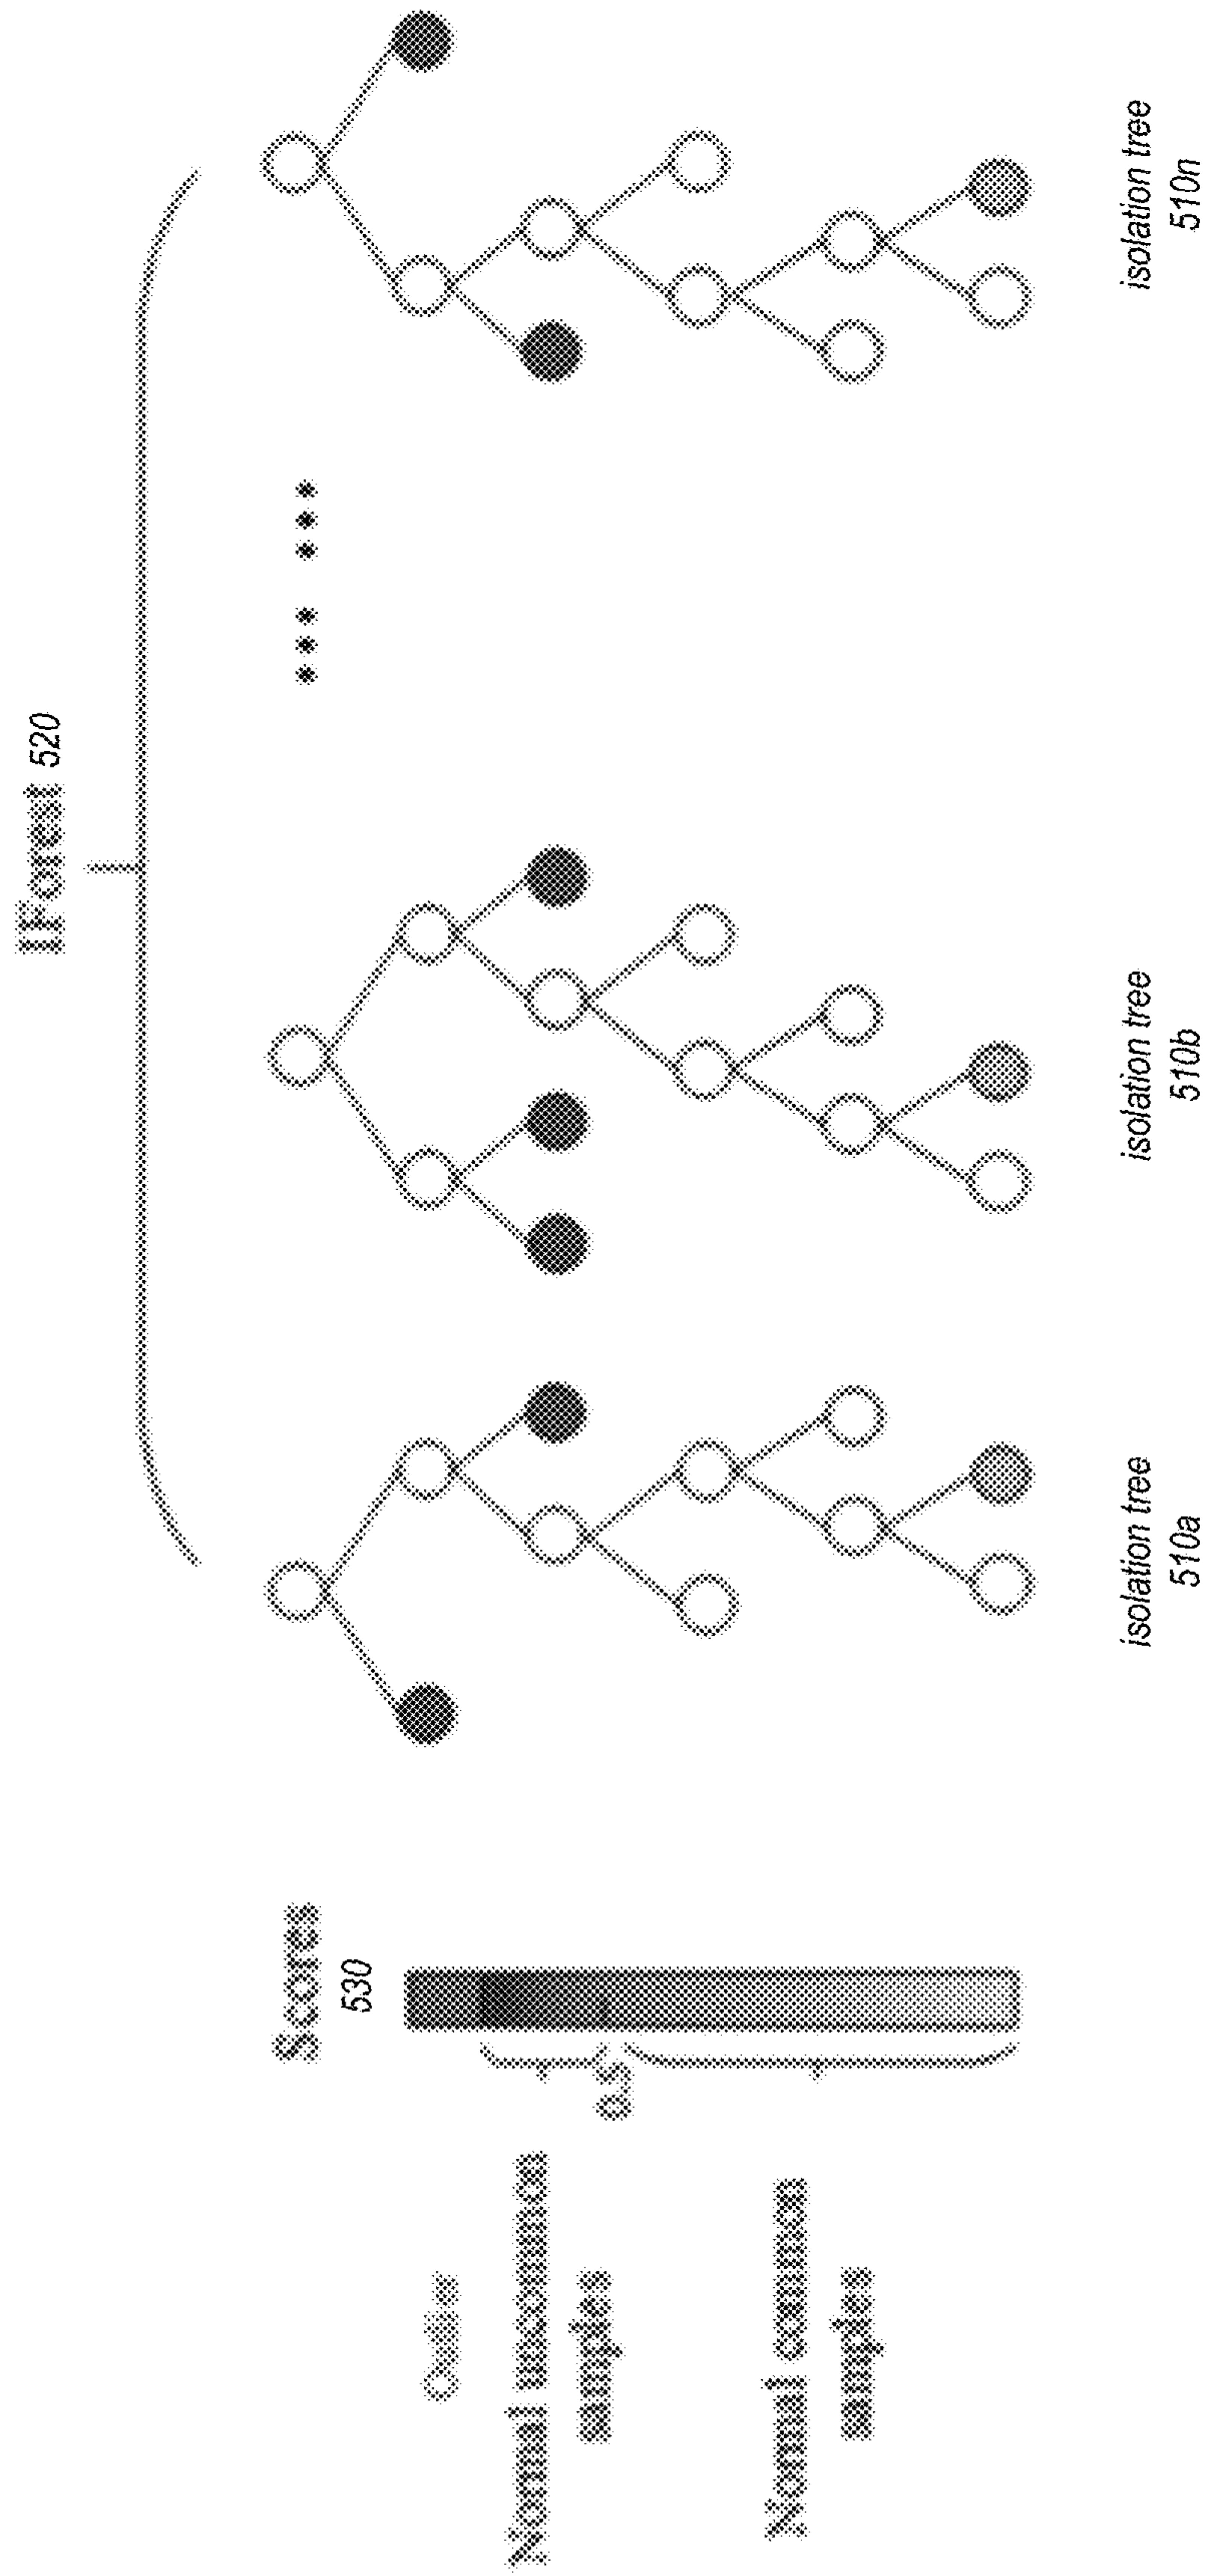 IForest 520
Scores
530
Outlier
Normal uncommon
samples
0.5
Normal common
samples
isolation tree
510a
isolation tree
510b
isolation tree
510n